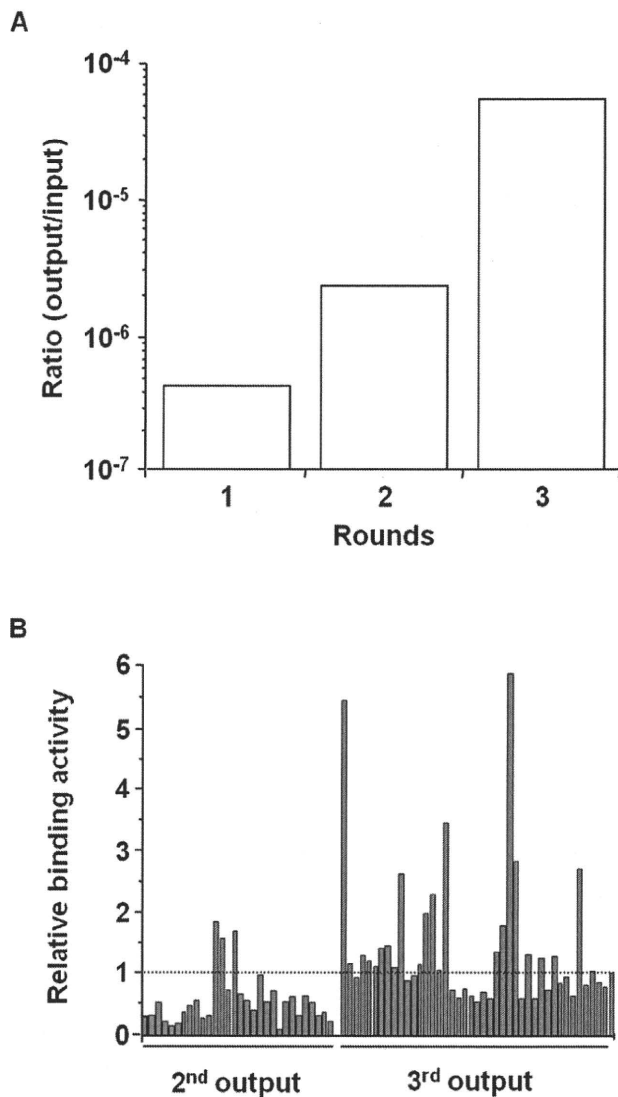 A
Ratio (output/input)
10⁻⁴
10⁻⁵
10⁻⁶
10⁻⁷
1 2 3
Rounds
B
Relative binding activity
6
5
4
3
2
1
0
2ⁿᵈ output 3ʳᵈ output